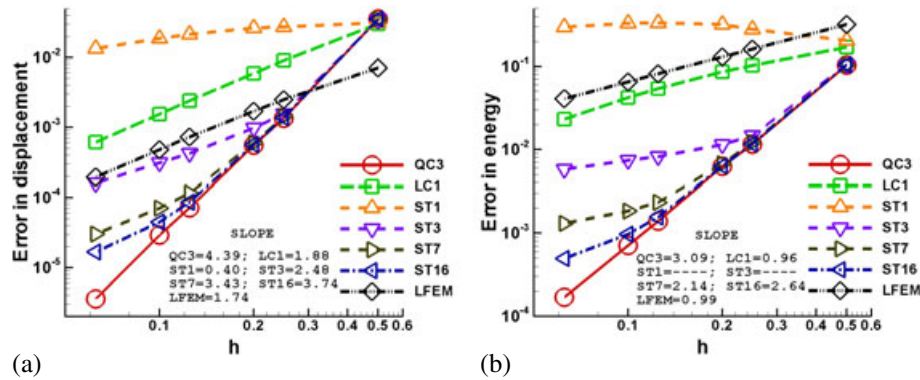 (a)
Error in displacement
10-2
10-3
10-4
10-5
0.1 0.2 0.3 0.4 0.5 0.6
h
QC3
LC1
ST1
ST3
ST7
ST16
LFEM
SLOPE
QC3=4.39; LC1=1.88
ST1=0.40; ST3=2.48
ST7=3.43; ST16=3.74
LFEM=1.74
(b)
Error in energy
10-1
10-2
10-3
10-4
0.1 0.2 0.3 0.4 0.5 0.6
h
QC3
LC1
ST1
ST3
ST7
ST16
LFEM
SLOPE
QC3=3.09; LC1=0.96
ST1=----; ST3=----
ST7=2.14; ST16=2.64
LFEM=0.99